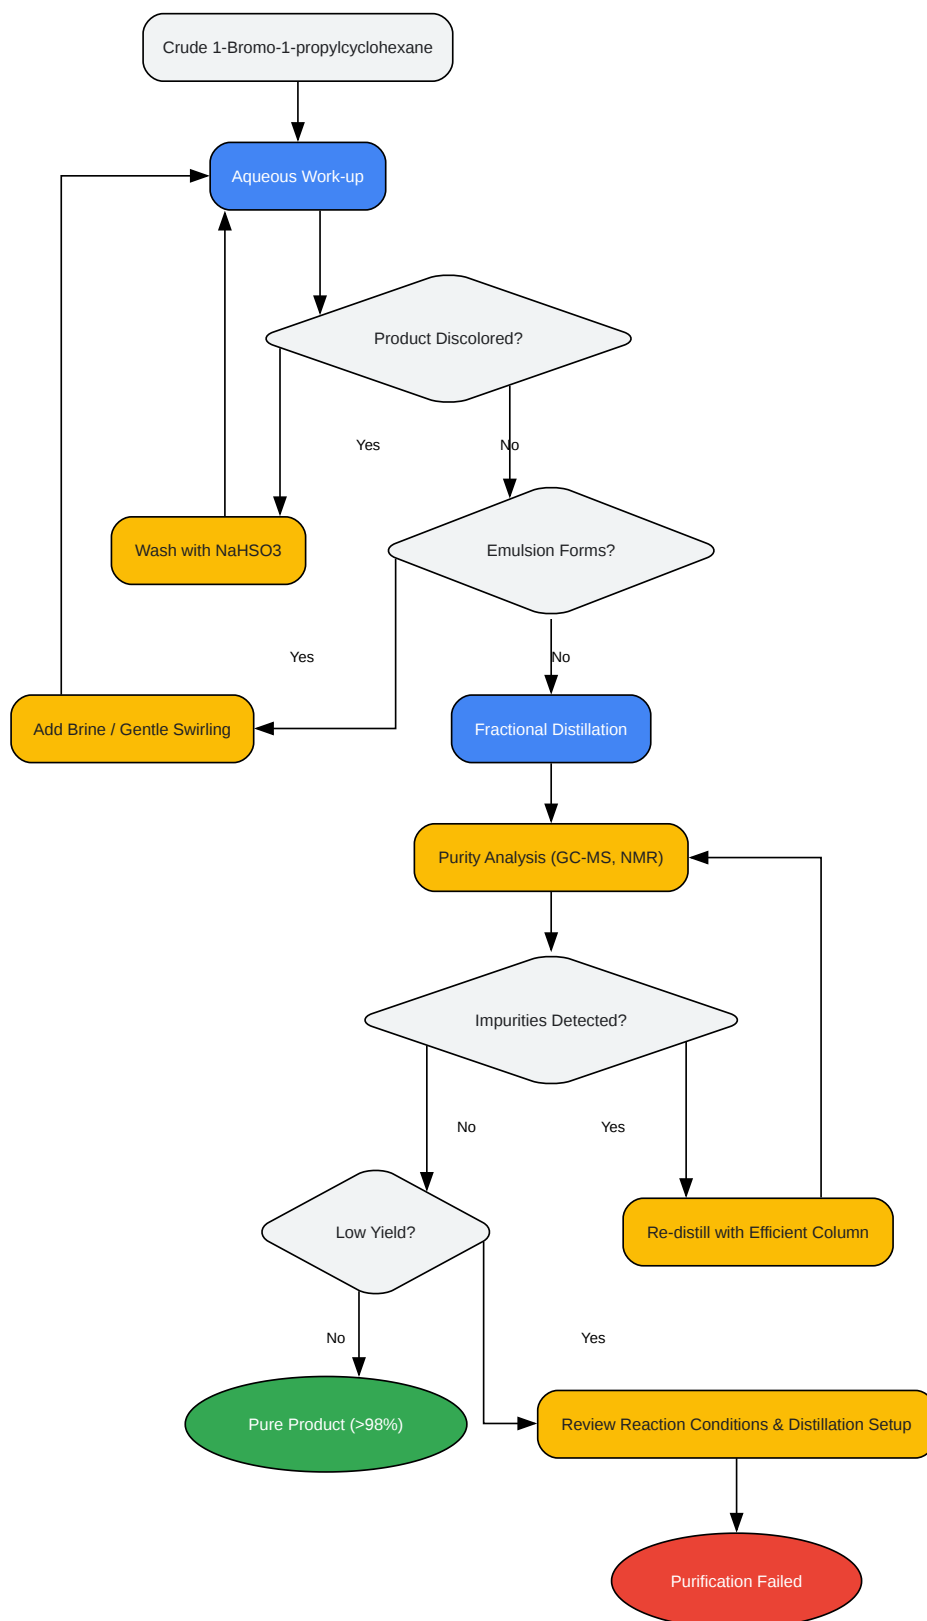 Crude 1-Bromo-1-propylcyclohexane
Aqueous Work-up
Product Discolored?
Yes
No
Wash with NaHSO3
Emulsion Forms?
Yes
No
Add Brine / Gentle Swirling
Fractional Distillation
Purity Analysis (GC-MS, NMR)
Impurities Detected?
No
Yes
Low Yield?
Re-distill with Efficient Column
No
Yes
Pure Product (>98%)
Review Reaction Conditions & Distillation Setup
Purification Failed